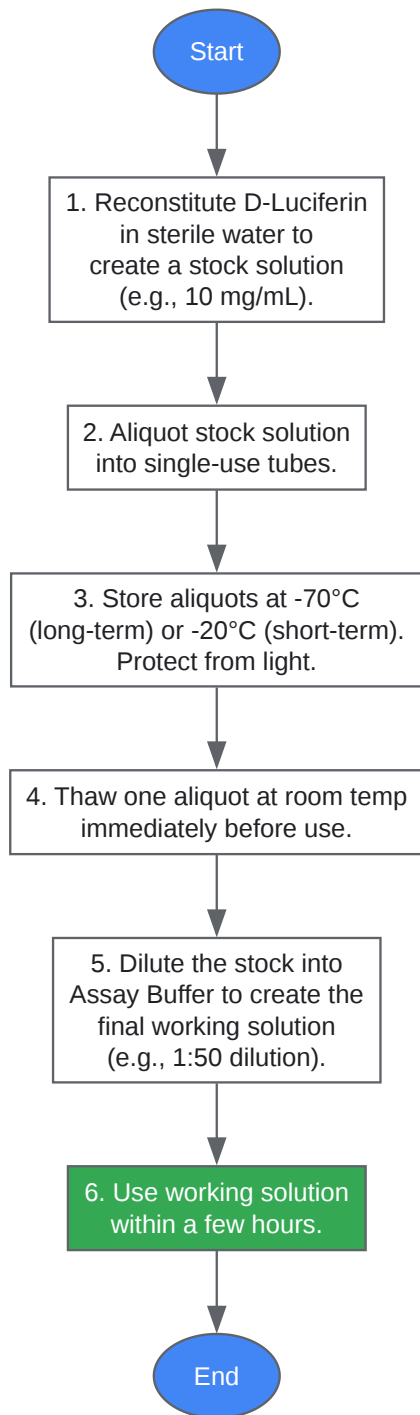 Start
1. Reconstitute D-Luciferin
in sterile water to
create a stock solution
(e.g., 10 mg/mL).
2. Aliquot stock solution
into single-use tubes.
3. Store aliquots at -70°C
(long-term) or -20°C (short-term).
Protect from light.
4. Thaw one aliquot at room temp
immediately before use.
5. Dilute the stock into
Assay Buffer to create the
final working solution
(e.g., 1:50 dilution).
6. Use working solution
within a few hours.
End